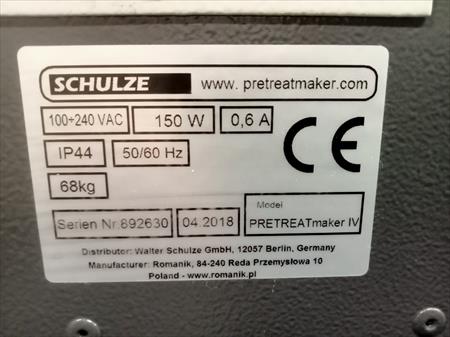 SCHULZE www. pretreatmaker.com
100÷240 VAC 150 W 0,6 A
IP44 50/60 Hz CE
68kg
Model
Serien Nr.892630 04.2018 PRETREATmaker IV
Distributor: Walter Schulze GmbH, 12057 Berlin, Germany
Manufacturer: Romanik, 84-240 Reda Przemysłowa 10
Poland - www.romanik.pl